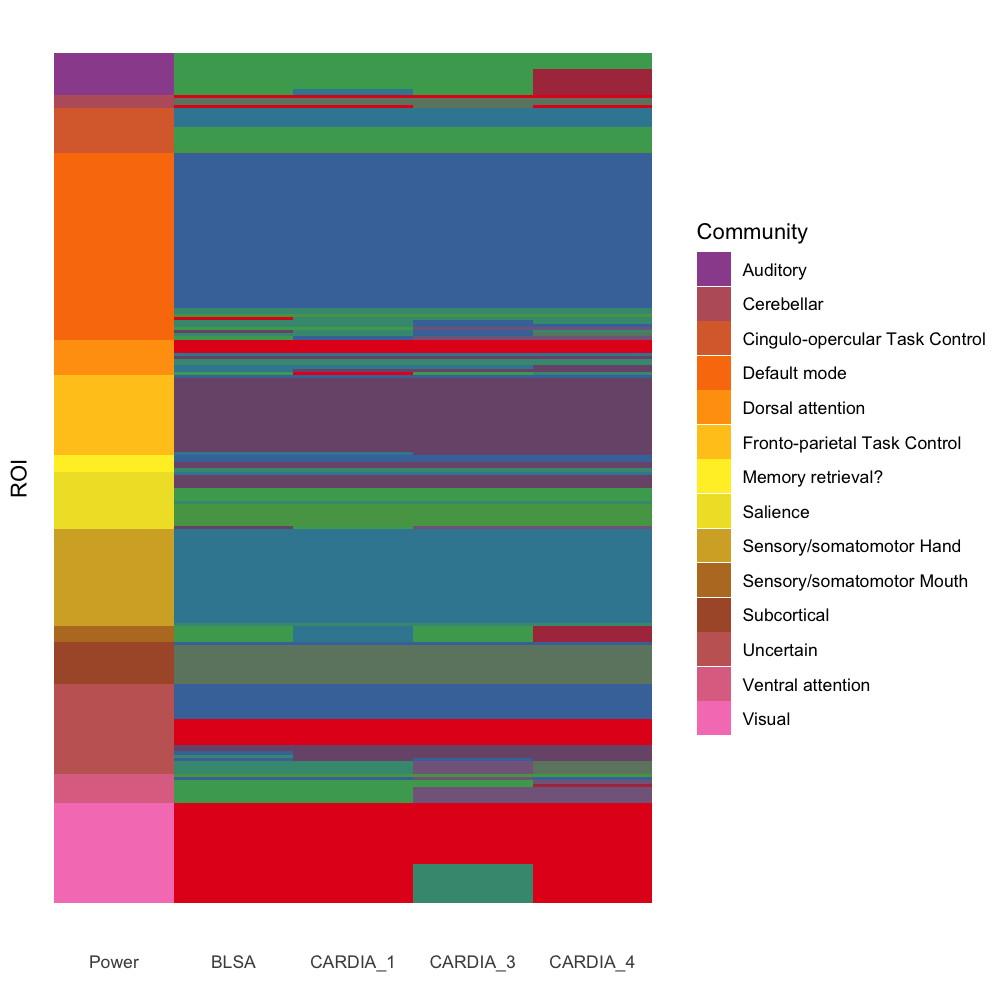 ROI
Community
Auditory
Cerebellar
Cingulo-opercular Task Control
Default mode
Dorsal attention
Fronto-parietal Task Control
Memory retrieval?
Salience
Sensory/somatomotor Hand
Sensory/somatomotor Mouth
Subcortical
Uncertain
Ventral attention
Visual
Power BLSA CARDIA_1 CARDIA_3 CARDIA_4